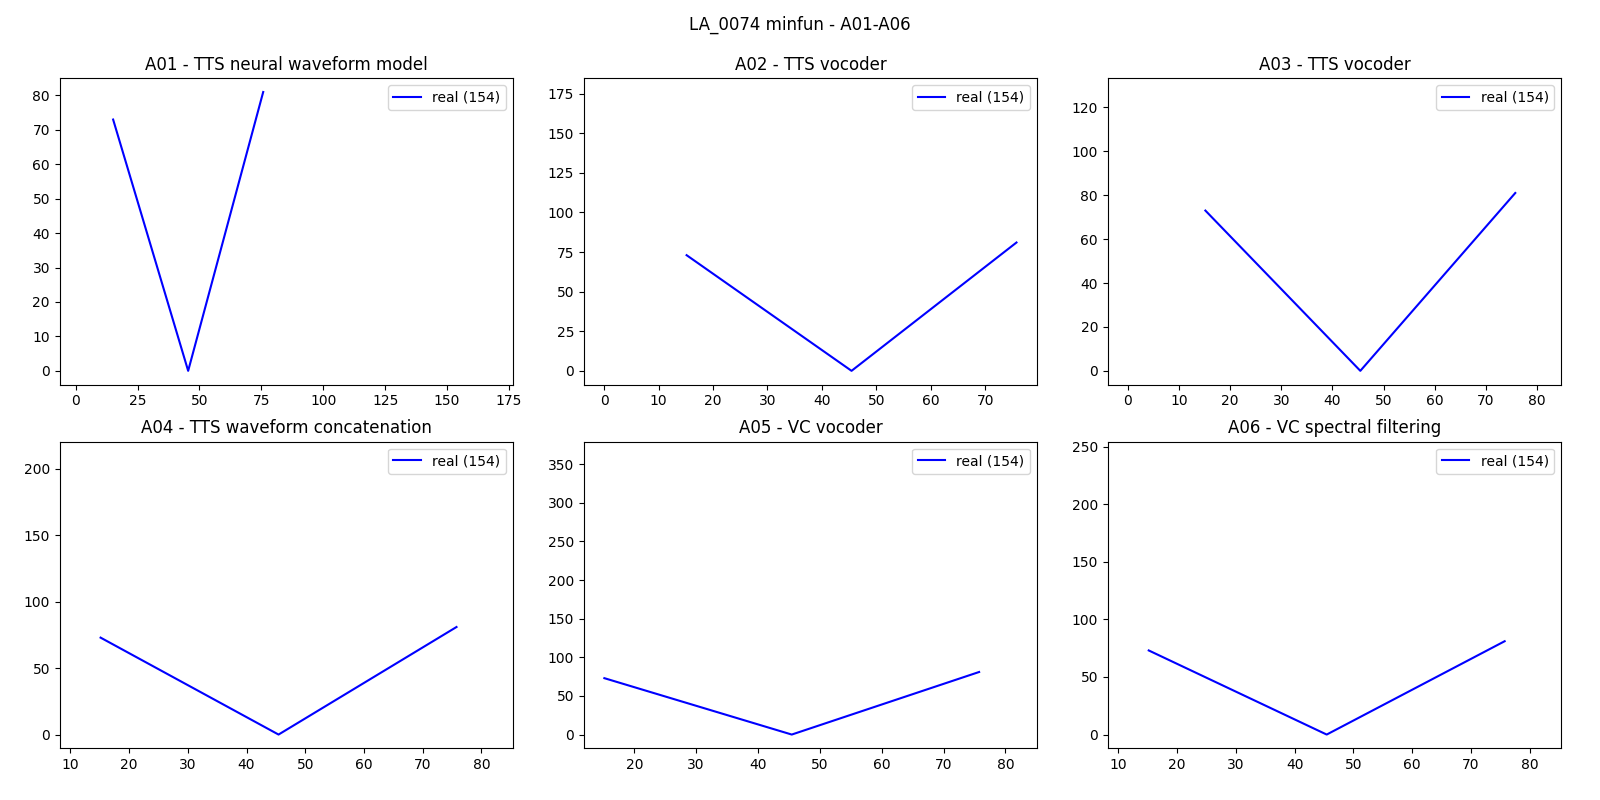 LA_0074 minfun - A01-A06
A01 - TTS neural waveform model
real (154)
80
70
60
50
40
30
20
10
0
0 25 50 75 100 125 150 175
A02 - TTS vocoder
real (154)
175
150
125
100
75
50
25
0
0 10 20 30 40 50 60 70
A03 - TTS vocoder
real (154)
120
100
80
60
40
20
0
0 10 20 30 40 50 60 70 80
A04 - TTS waveform concatenation
real (154)
200
150
100
50
0
10 20 30 40 50 60 70 80
A05 - VC vocoder
real (154)
350
300
250
200
150
100
50
0
20 30 40 50 60 70 80
A06 - VC spectral filtering
real (154)
250
200
150
100
50
0
10 20 30 40 50 60 70 80